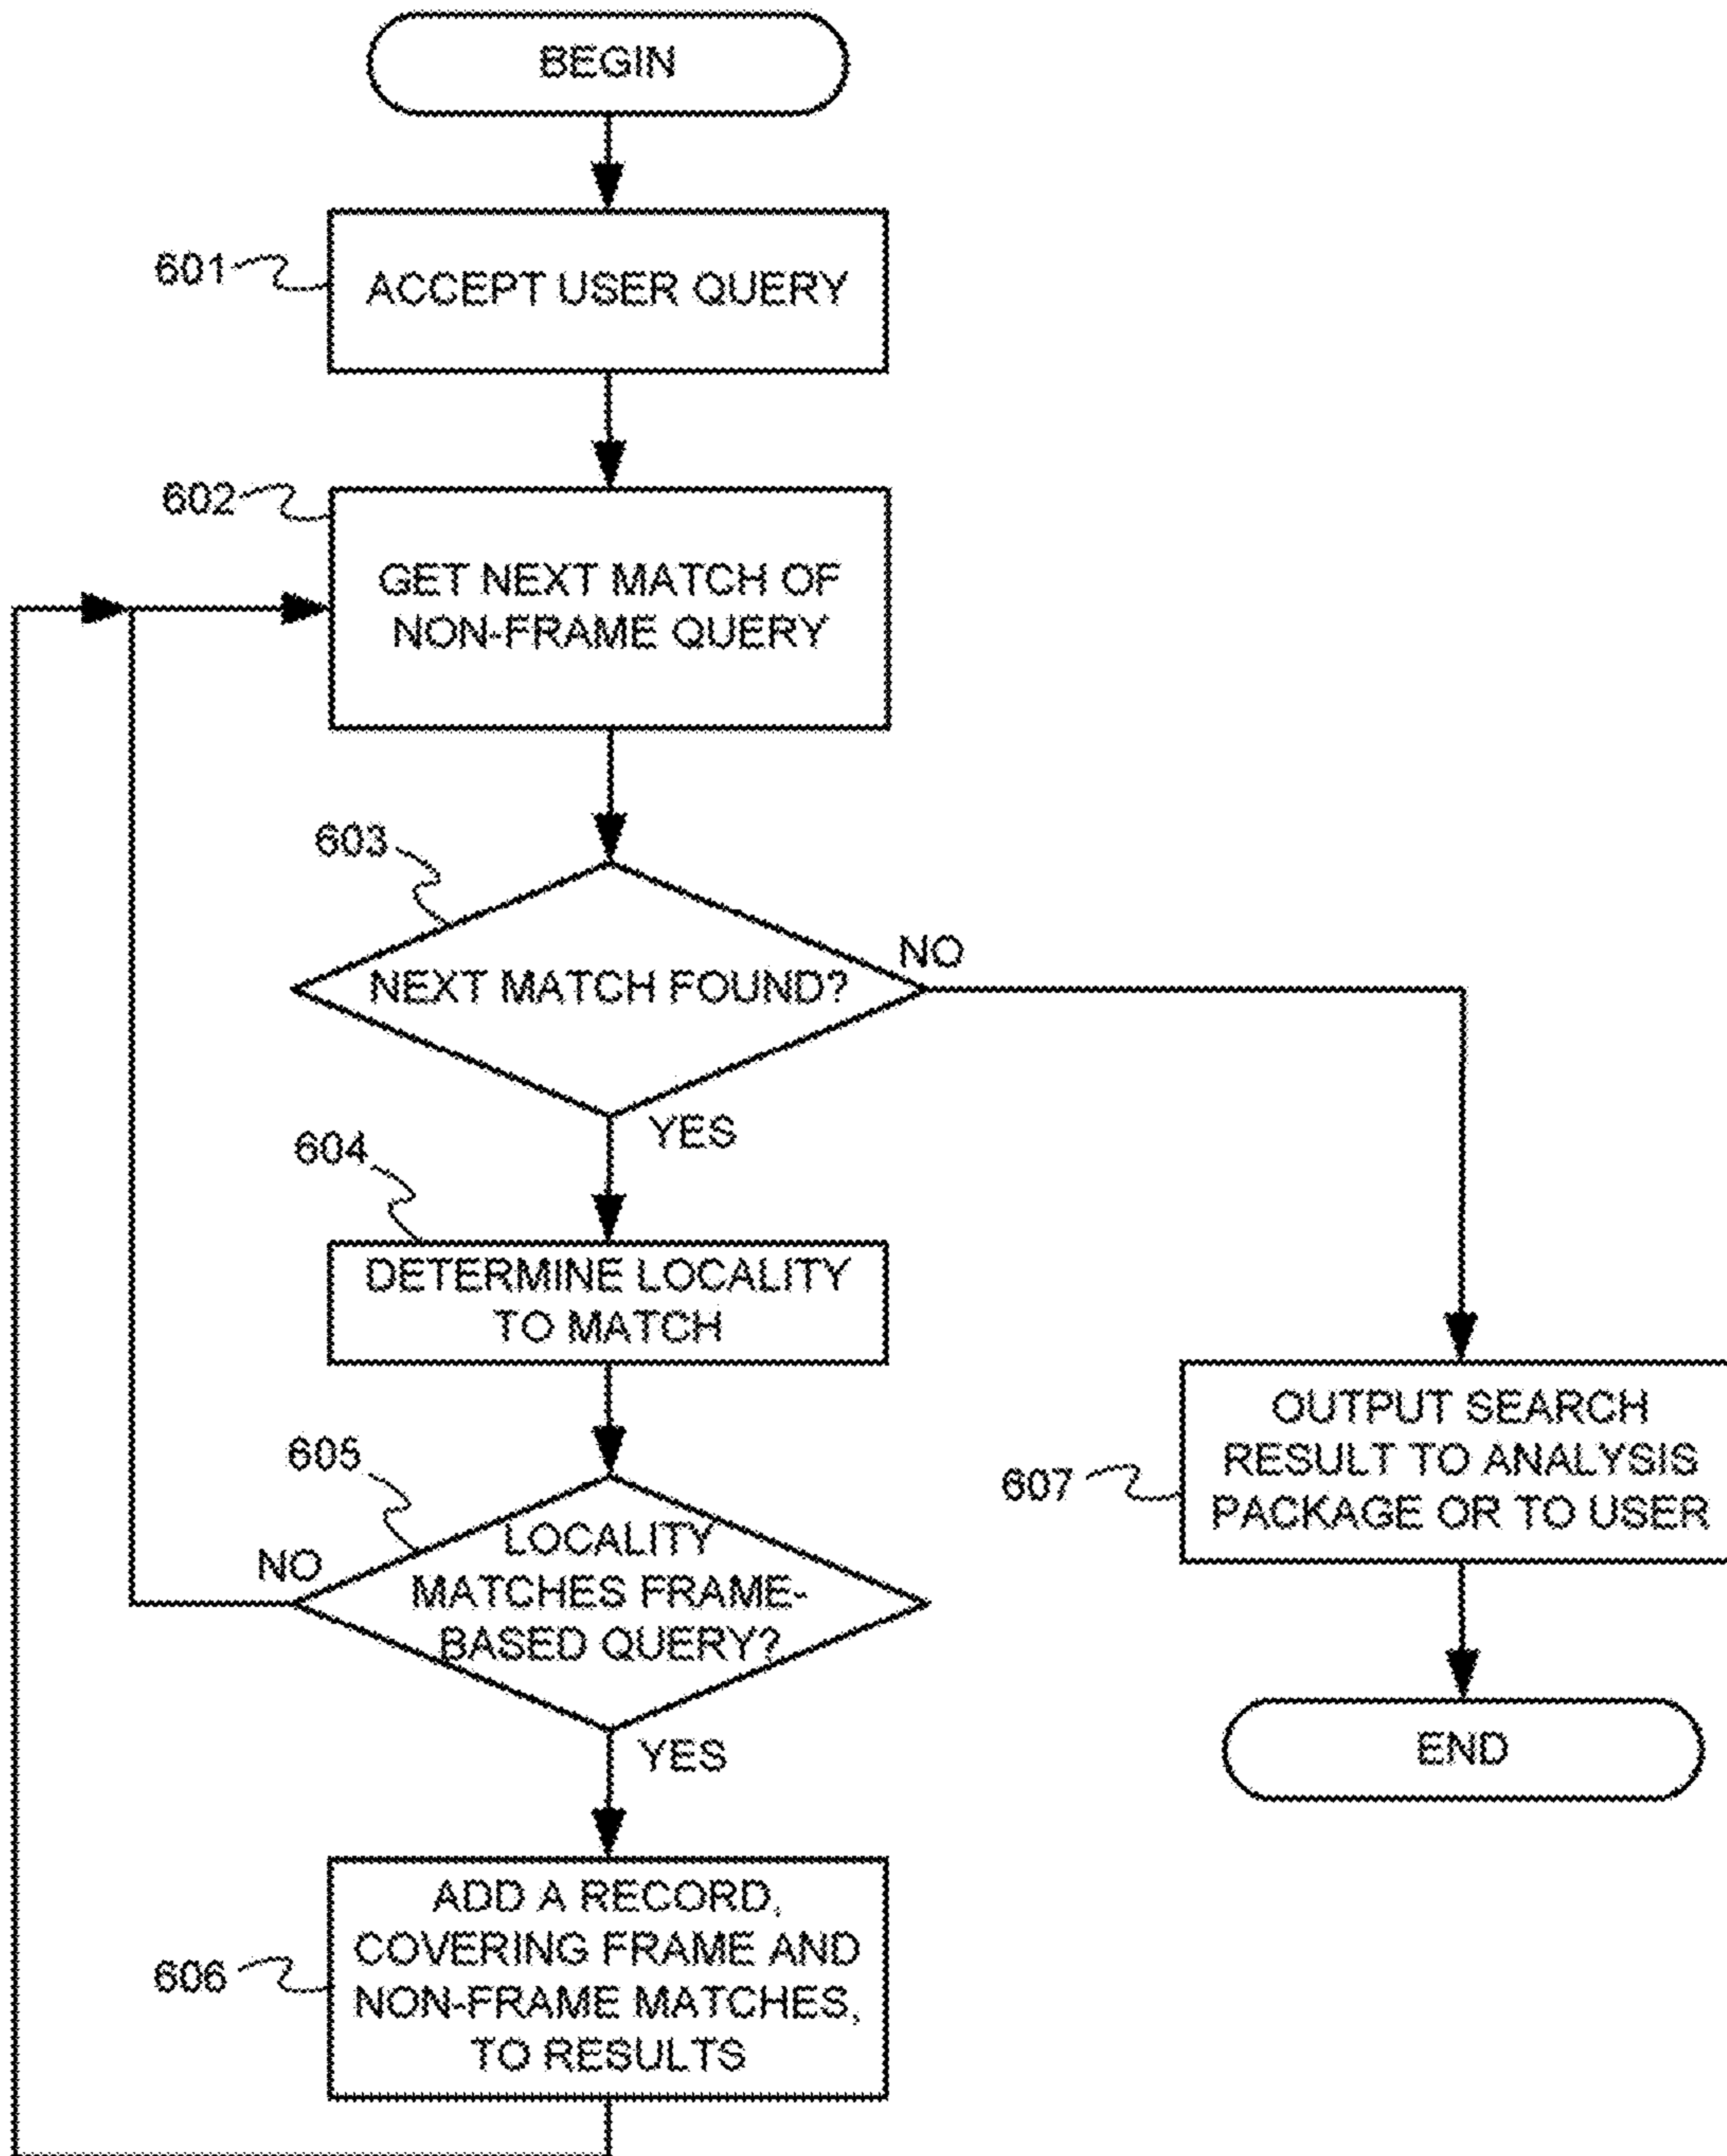 BEGIN
601
ACCEPT USER QUERY
602
GET NEXT MATCH OF
NON-FRAME QUERY
603
NEXT MATCH FOUND?
NO
YES
604
DETERMINE LOCALITY
TO MATCH
605
LOCALITY
MATCHES FRAME-
BASED QUERY?
NO
YES
606
ADD A RECORD,
COVERING FRAME AND
NON-FRAME MATCHES,
TO RESULTS
607
OUTPUT SEARCH
RESULT TO ANALYSIS
PACKAGE OR TO USER
END